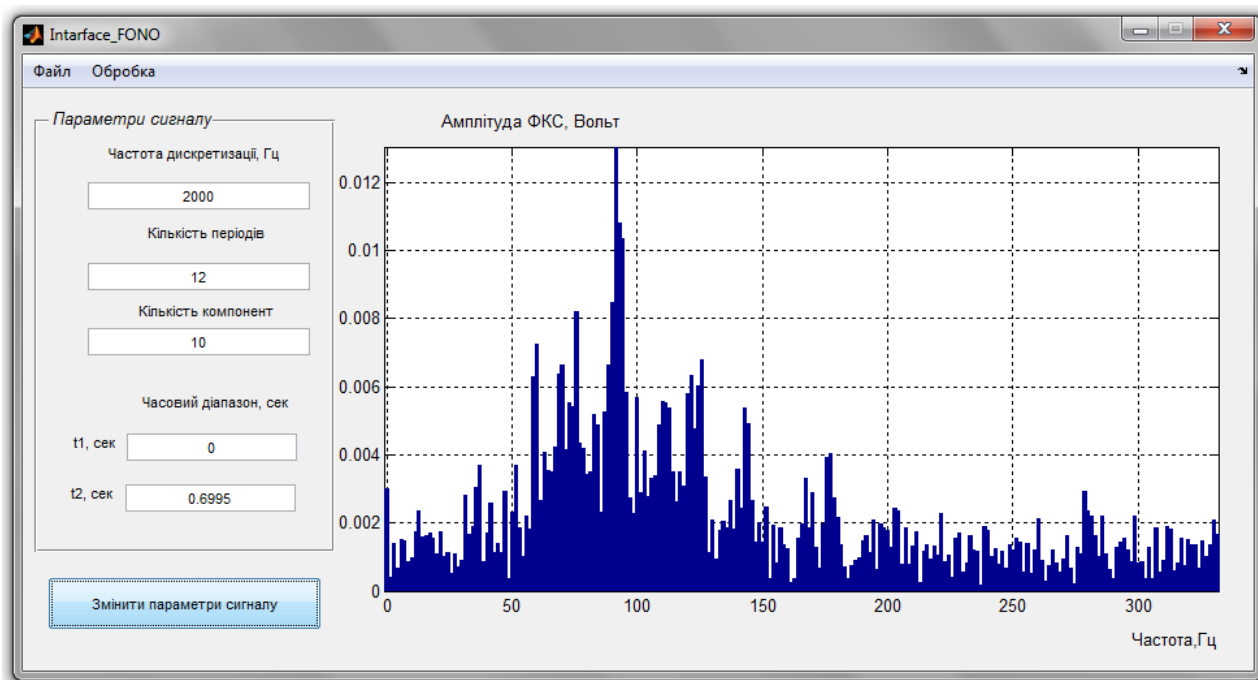 Intarface_FONO
Файл Обробка
Параметри сигналу
Частота дискретизації, Гц
2000
Кількість періодів
12
Кількість компонент
10
Часовий діапазон, сек
t1, сек 0
t2, сек 0.6995
Змінити параметри сигналу
Амплітуда ФКС, Вольт
0.012
0.01
0.008
0.006
0.004
0.002
0
0 50 100 150 200 250 300
Частота,Гц